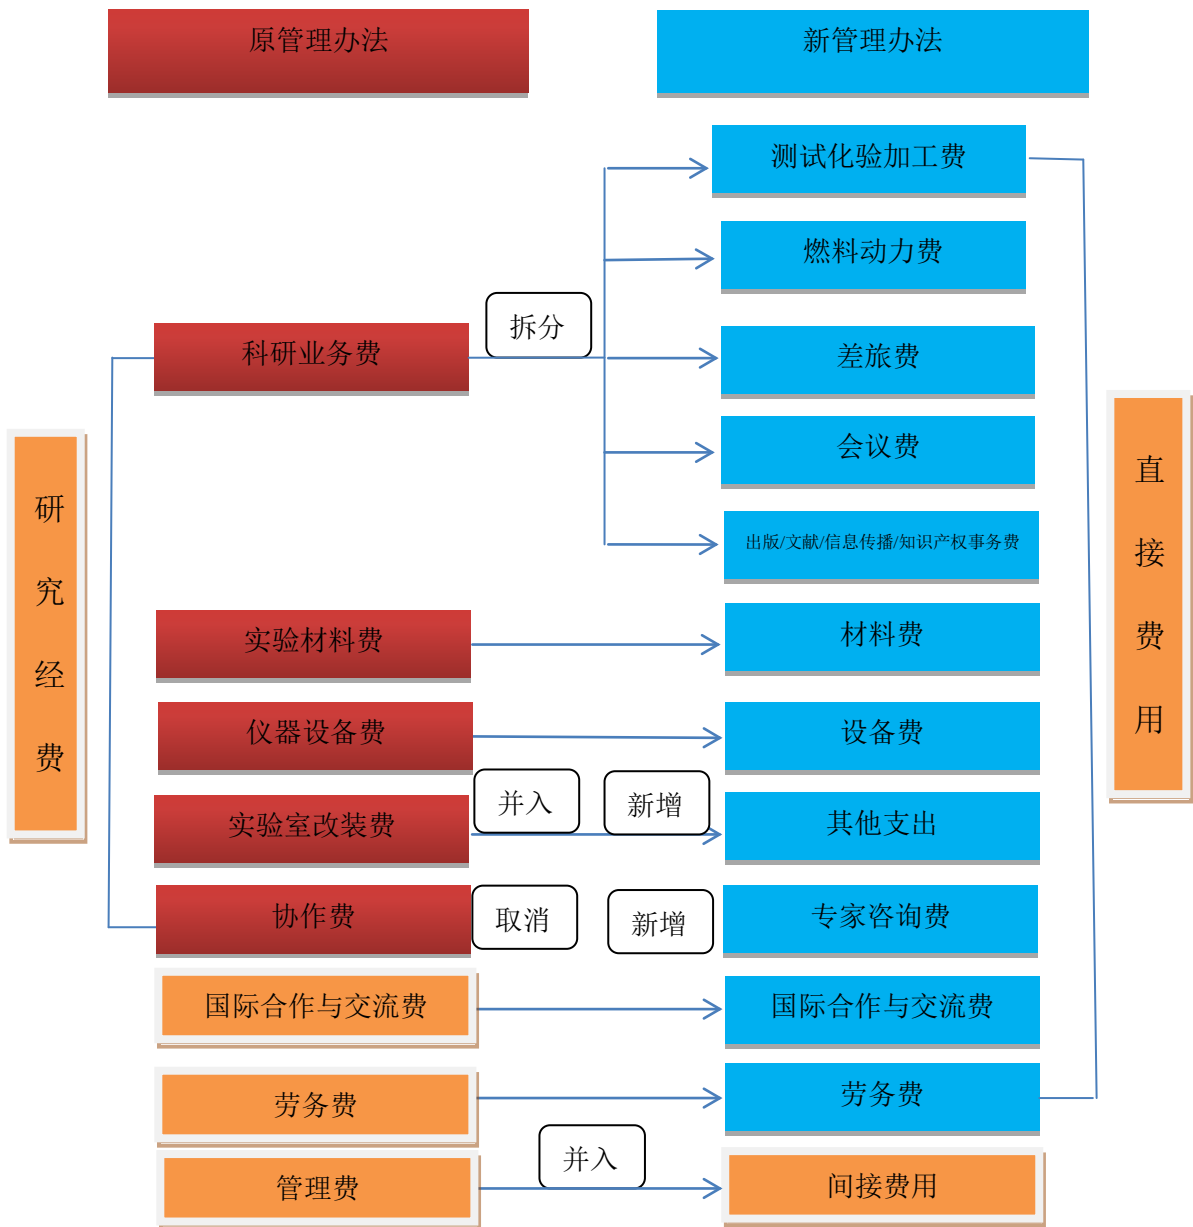 原管理办法
新管理办法
测试化验加工费
燃料动力费
拆分
科研业务费
差旅费
会议费
出版/文献/信息传播/知识产权事务费
研究经费
直接费用
实验材料费
材料费
仪器设备费
设备费
并入
新增
实验室改装费
其他支出
协作费
取消
新增
专家咨询费
国际合作与交流费
国际合作与交流费
劳务费
劳务费
并入
管理费
间接费用